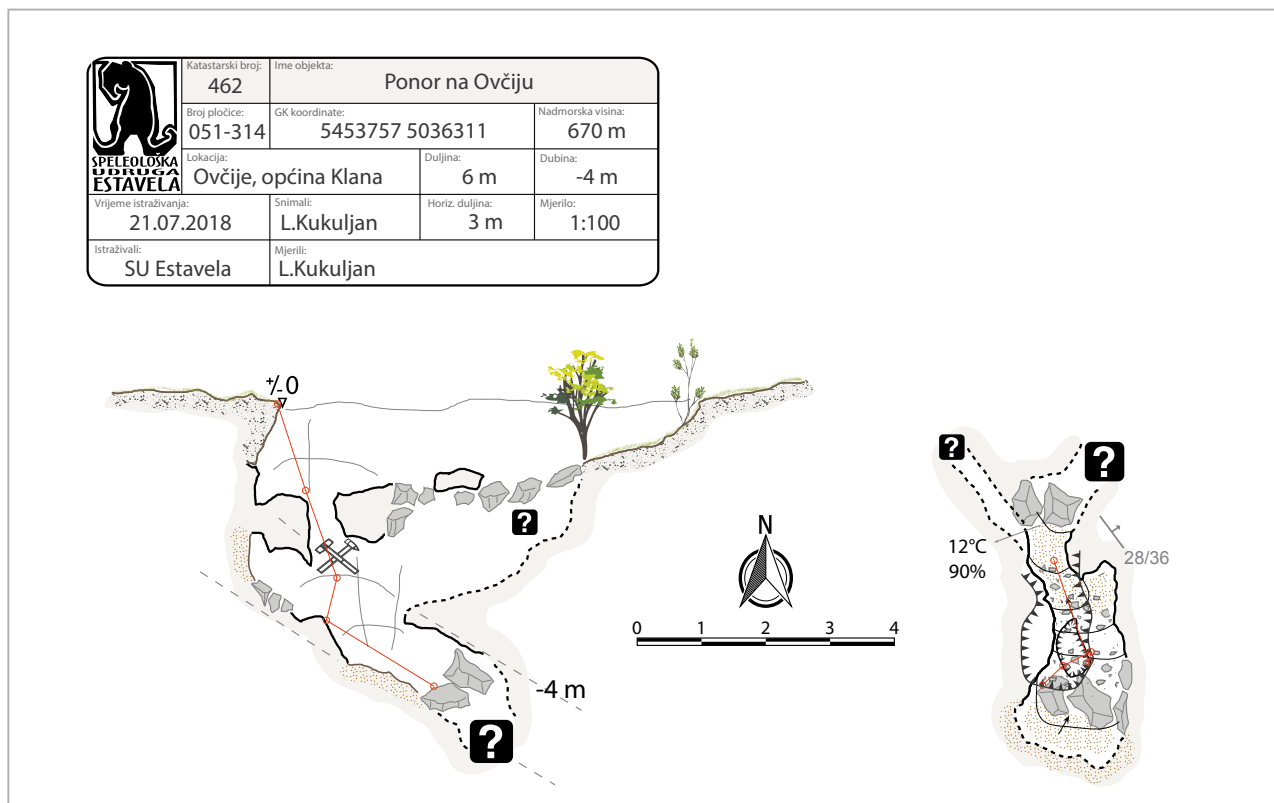 SPELEOLOŠKA
UDRUGA
ESTAVELA
Katastarski broj:
462
Ime objekta:
Ponor na Ovčiju
Broj pločice:
051-314
GK koordinate:
5453757 5036311
Nadmorska visina:
670 m
Lokacija:
Ovčije, općina Klana
Duljina:
6 m
Dubina:
-4 m
Vrijeme istraživanja:
21.07.2018
Snimali:
L.Kukuljan
Horiz. duljina:
3 m
Mjerilo:
1:100
Istraživali:
SU Estavela
Mjerili:
L.Kukuljan
+/-0
?
-4 m
?
N
0 1 2 3 4
?
?
12°C
90%
28/36